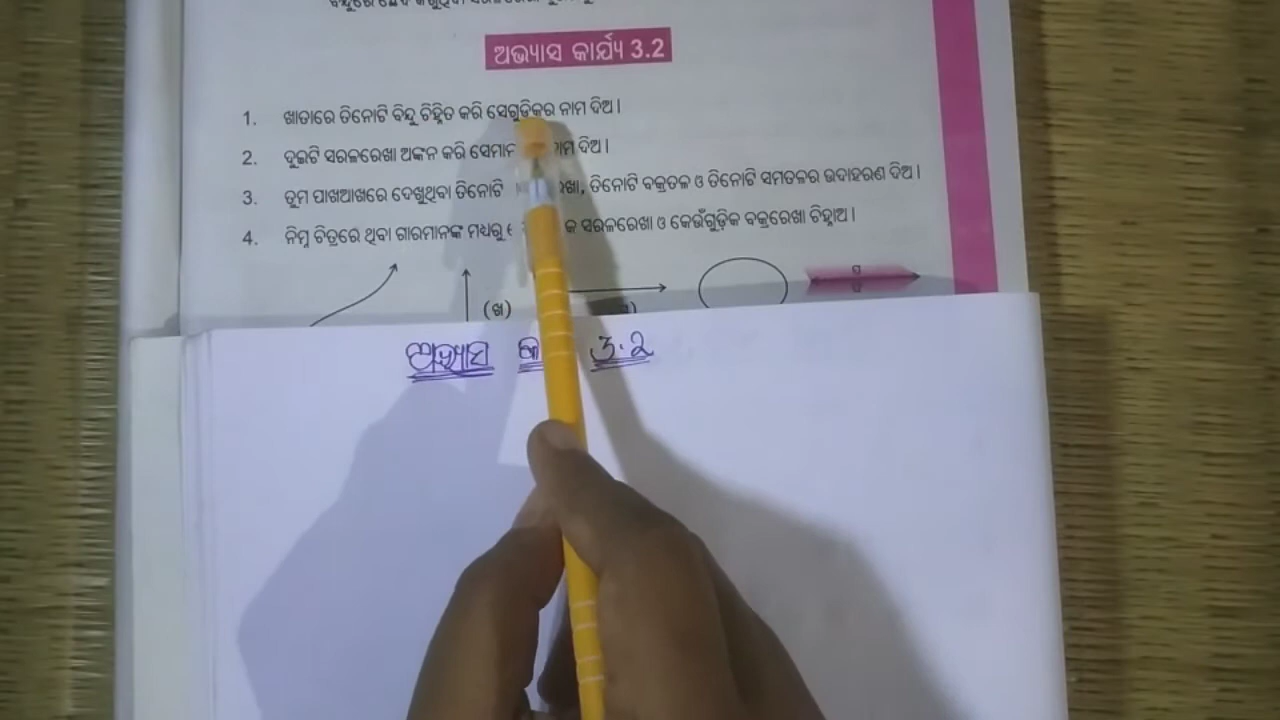 ଅଭ୍ୟାସ କାର୍ଯ୍ୟ 3.2
1. ଖାତାରେ ତିନୋଟି ବିନ୍ଦୁ ଚିହ୍ନିତ କରି ସେଗୁଡ଼ିକର ନାମ ଦିଅ।
2. ଦୁଇଟି ସରଳରେଖା ଅଙ୍କନ କରି ଦିଅ।
3. ତୁମ ପାଖଆଖରେ ଦେଖୁଥିବା ତିନୋଟି ତିନୋଟି ବକ୍ରତଳ ଓ ତିନୋଟି ସମତଳର ଉଦାହରଣ ଦିଅ।
4. ନିମ୍ନ ଚିତ୍ରରେ ଥିବା ଗାରମାନଙ୍କ ମଧ୍ୟରୁ ସରଳରେଖା ଓ କେଉଁଗୁଡ଼ିକ ବକ୍ରରେଖା ଚିହ୍ନାଅ।
(ଖ)
ଅଭ୍ୟାସ 3.2